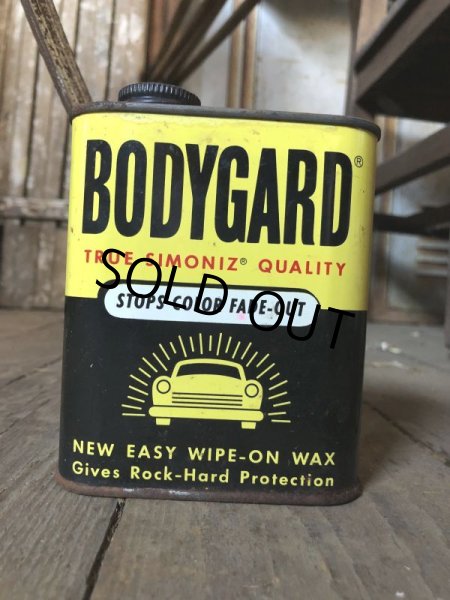 BODYGARD®
TRUE SIMONIZ® QUALITY
STOPS COLOR FADE-OUT
SOLD OUT
NEW EASY WIPE-ON WAX
Gives Rock-Hard Protection